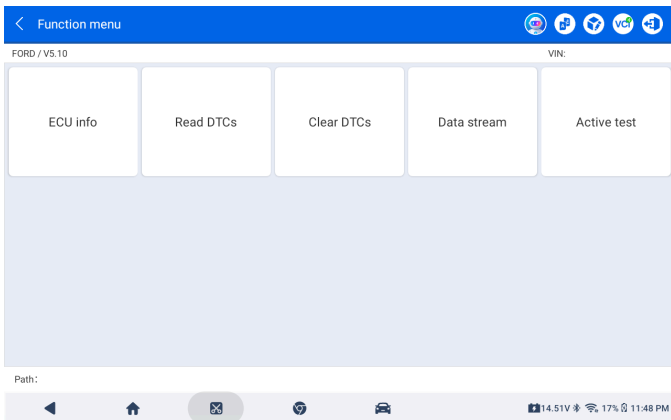 Function menu
VCI
FORD / V5.10
VIN:
ECU info
Read DTCs
Clear DTCs
Data stream
Active test
Path:
14.51V 17% 11:48 PM